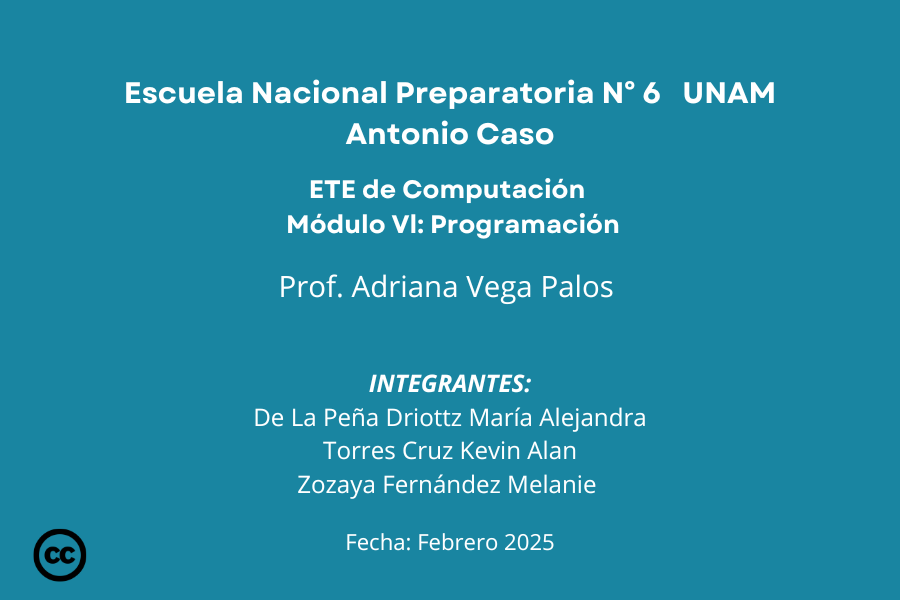 Escuela Nacional Preparatoria N° 6 UNAM
Antonio Caso
ETE de Computación
Módulo Vl: Programación
Prof. Adriana Vega Palos
INTEGRANTES:
De La Peña Driottz María Alejandra
Torres Cruz Kevin Alan
Zozaya Fernández Melanie
Fecha: Febrero 2025
cc